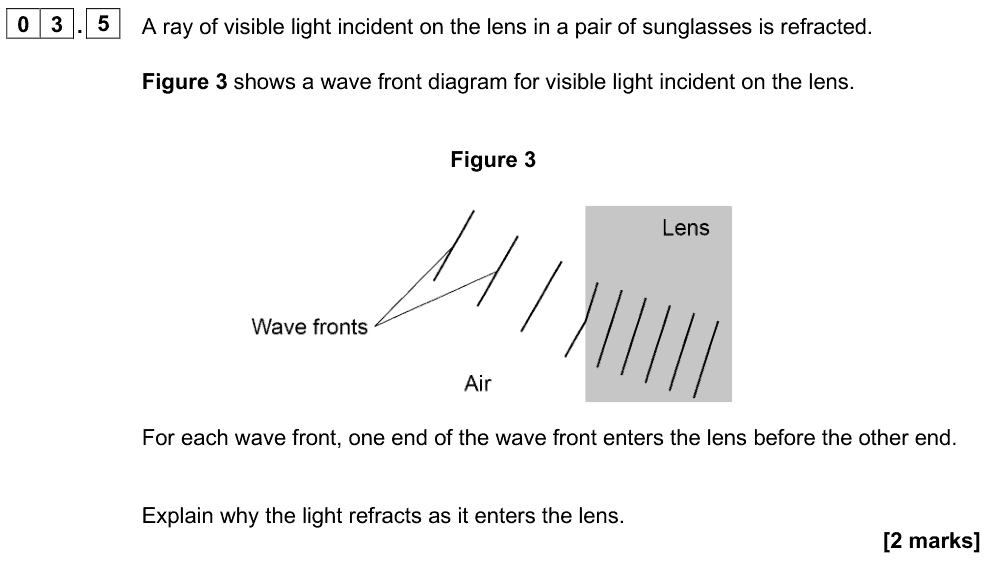 03.5 A ray of visible light incident on the lens in a pair of sunglasses is refracted.
Figure 3 shows a wave front diagram for visible light incident on the lens.
Figure 3
Lens
Wave fronts
Air
For each wave front, one end of the wave front enters the lens before the other end.
Explain why the light refracts as it enters the lens.
[2 marks]